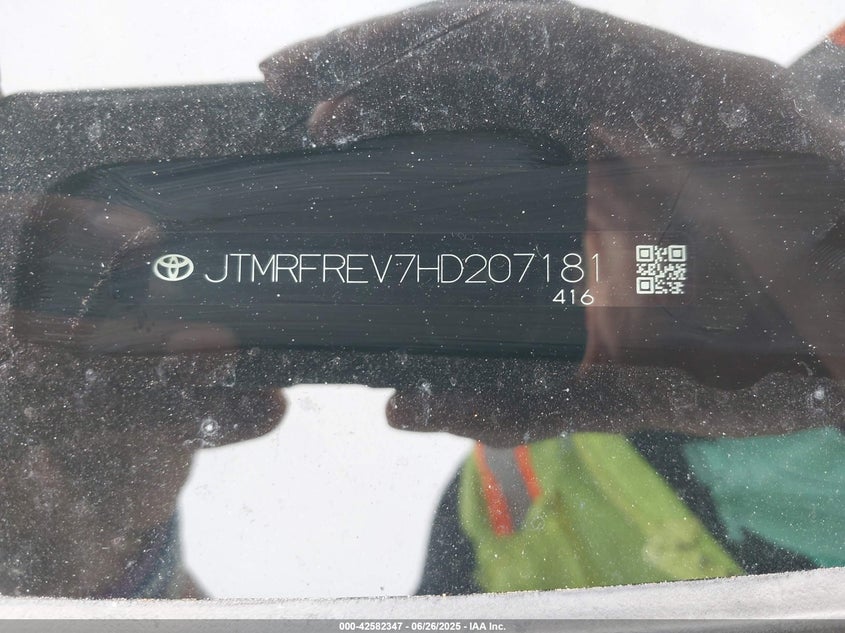 JTMRFREV7HD207181
416
000-42582347 | 06/26/2025 - IAA Inc.